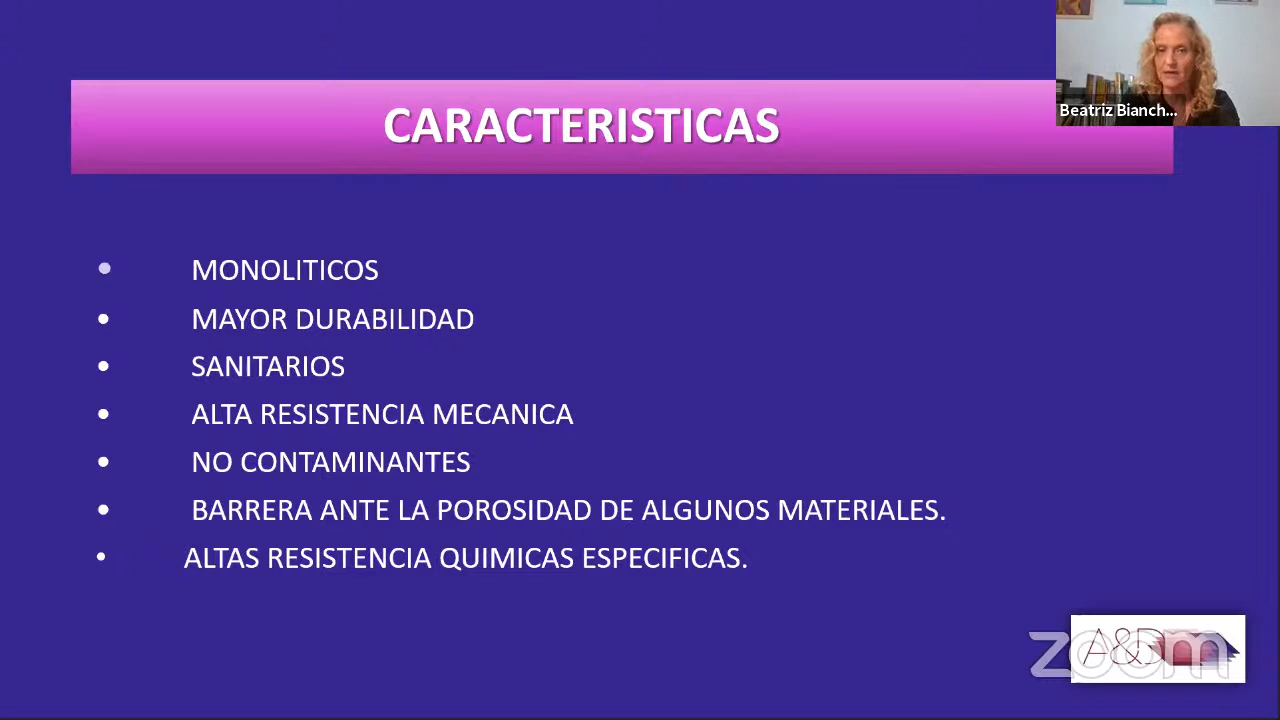 Beatriz Bianch...
CARACTERISTICAS
• MONOLITICOS
• MAYOR DURABILIDAD
• SANITARIOS
• ALTA RESISTENCIA MECANICA
• NO CONTAMINANTES
• BARRERA ANTE LA POROSIDAD DE ALGUNOS MATERIALES.
• ALTAS RESISTENCIA QUIMICAS ESPECIFICAS.
A&D
zoom